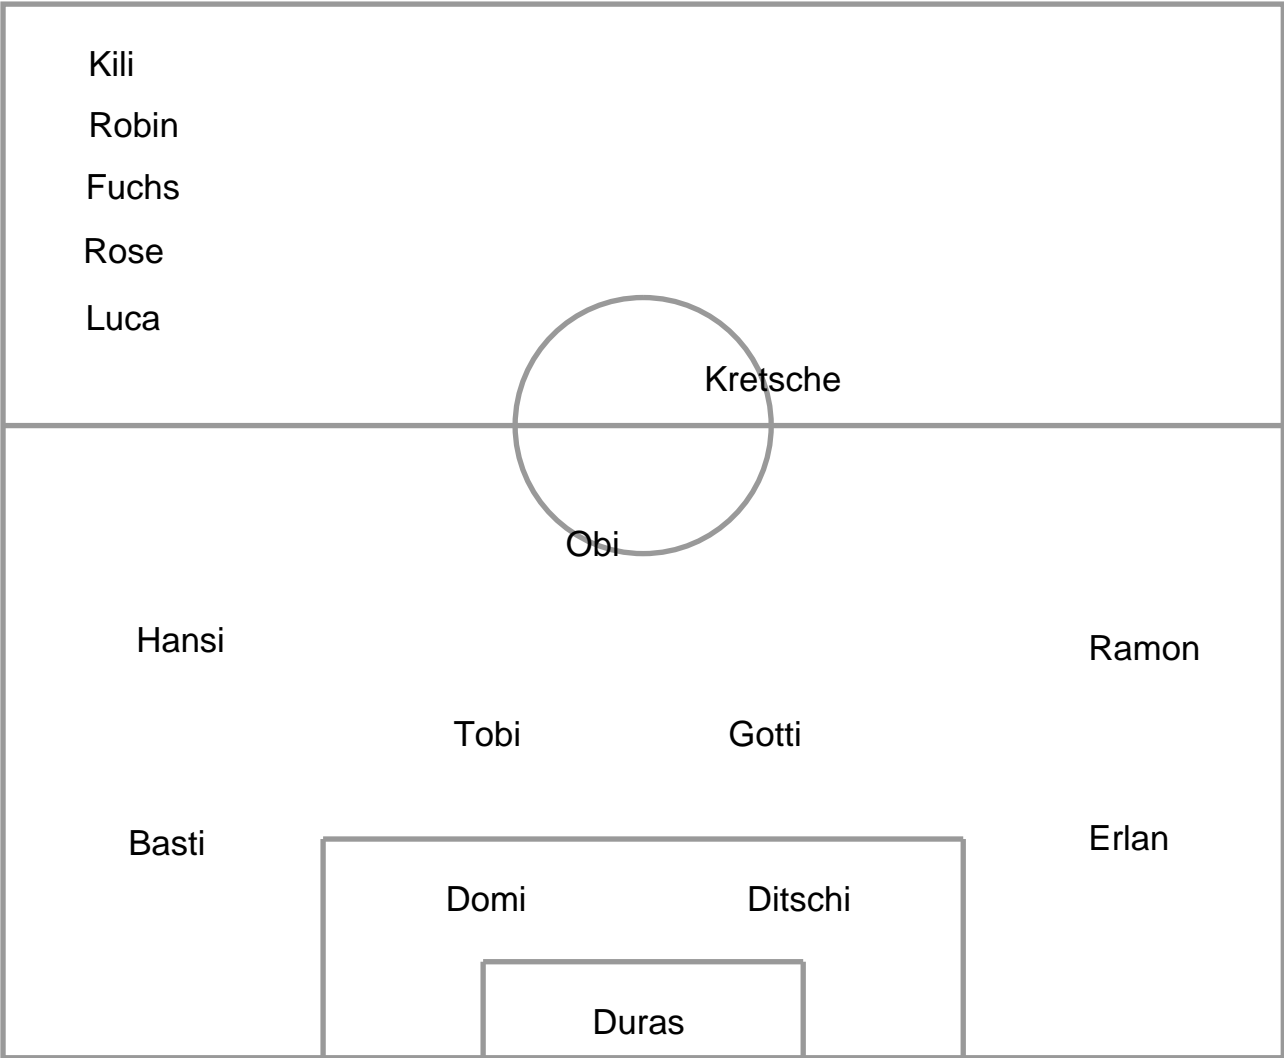 Kili
Robin
Fuchs
Rose
Luca
Kretsche
Obi
Hansi
Ramon
Tobi
Gotti
Basti
Erlan
Domi
Ditschi
Duras